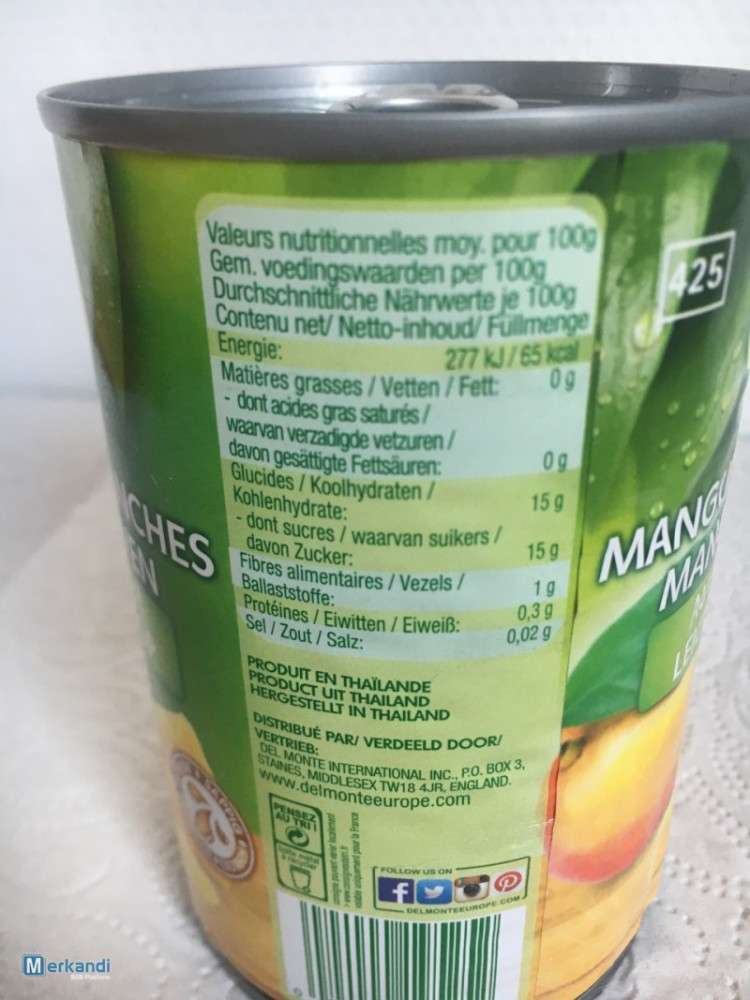 Valeurs nutritionnelles moy. pour 100g
Gem. voedingswaarden per 100g
Durchschnittliche Nährwerte je 100g
Contenu net/ Netto-inhoud/ Füllmenge
Energie: 277 kJ / 65 kcal
Matières grasses / Vetten / Fett: 0 g
- dont acides gras saturés /
waarvan verzadigde vetzuren /
davon gesättigte Fettsäuren: 0 g
Glucides / Koolhydraten /
Kohlenhydrate: 15 g
- dont sucres / waarvan suikers /
davon Zucker: 15 g
Fibres alimentaires / Vezels /
Ballaststoffe: 1 g
Protéines / Eiwitten / Eiweiß: 0,3 g
Sel / Zout / Salz: 0,02 g
PRODUIT EN THAÏLANDE
PRODUCT UIT THAILAND
HERGESTELLT IN THAILAND
DISTRIBUÉ PAR/ VERDEELD DOOR/
VERTRIEB:
DEL MONTE INTERNATIONAL INC., P.O. BOX 3,
STAINES, MIDDLESEX TW18 4JR, ENGLAND.
www.delmonteeurope.com
PENSEZ
AU TRI !
FOLLOW US ON
DELMONTEEUROPE.COM
425
Merkandi